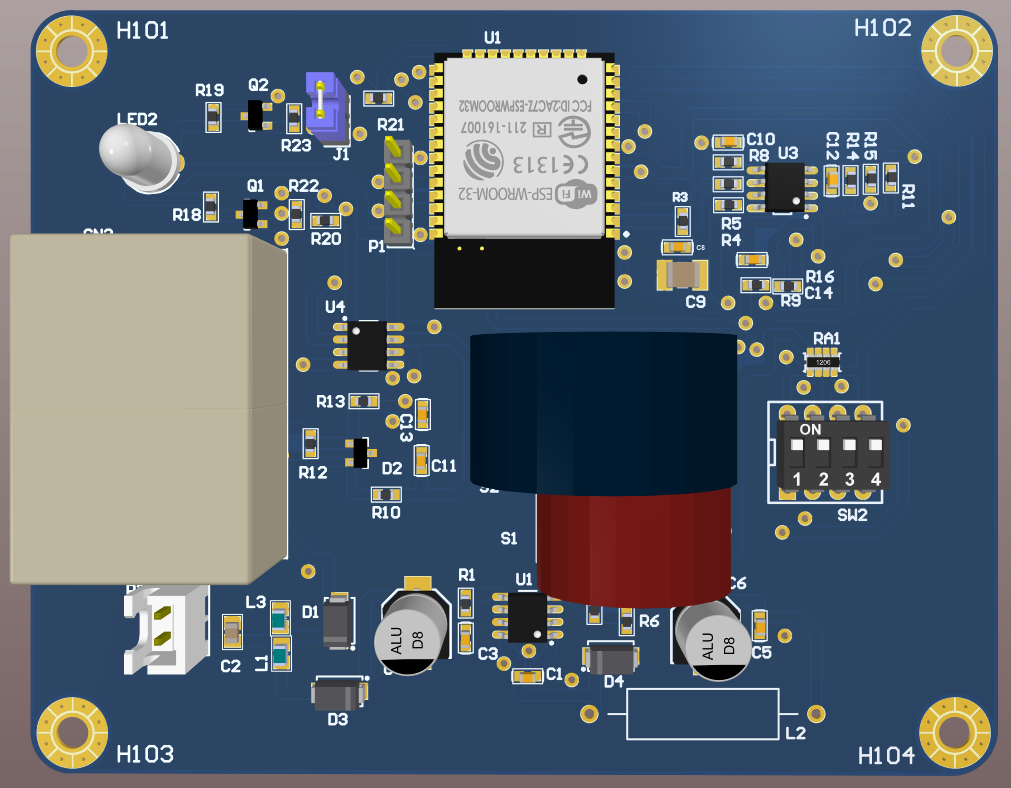 H101
H102
U1
R19
Q2
LED2
R23
J1
R21
FCC ID:2AC7Z-ESPWROOM32
R 211-161007
CE1313
ESP-WROOM-32
Wi Fi
C10
R8
U3
C12
R14
R15
R11
R18
Q1
R22
R20
P1
R3
R5
R4
C8
C9
R16
C14
R9
U4
RA1
1206
R13
C13
R12
D2
C11
R10
ON
1 2 3 4
SW2
S1
L3
D1
R1
U1
R6
C6
ALU
D8
ALU
D8
C2
L1
C3
C1
C5
D4
D3
L2
H103
H104